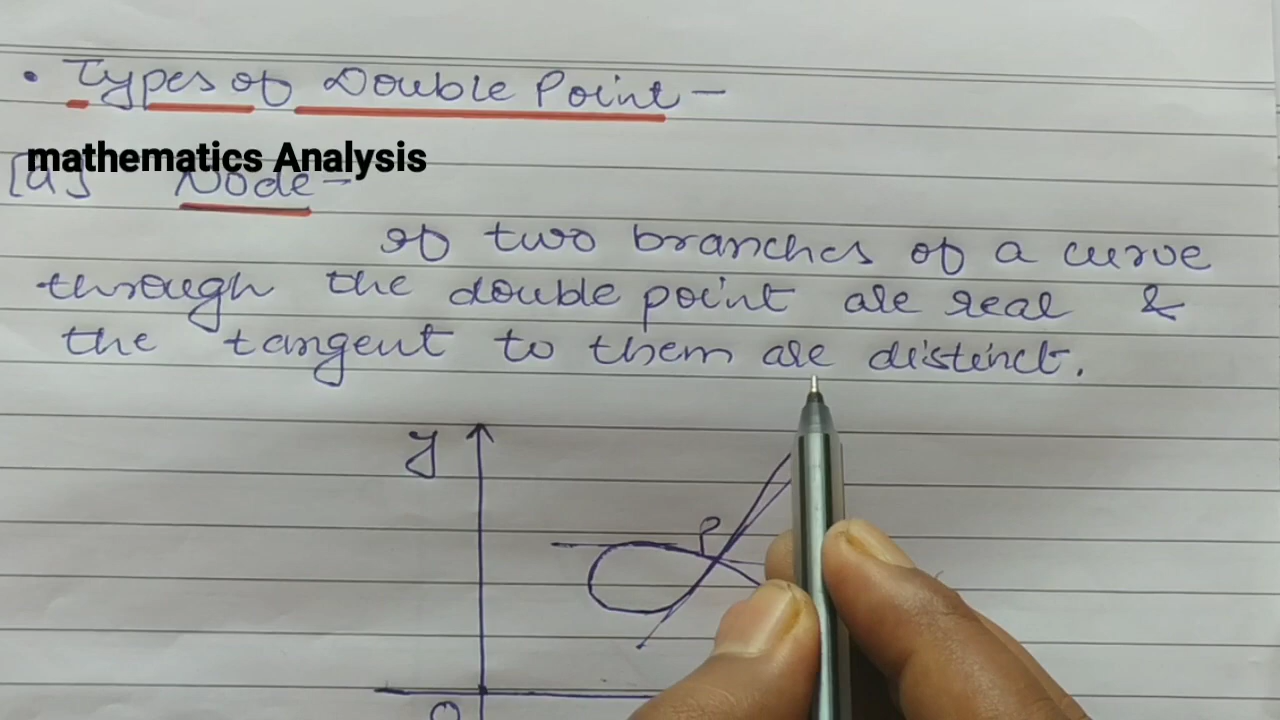 • Types of Double Point -
mathematics Analysis
[a] Node -
If two branches of a curve
through the double point are real &
the tangent to them are distinct.
y
P
O